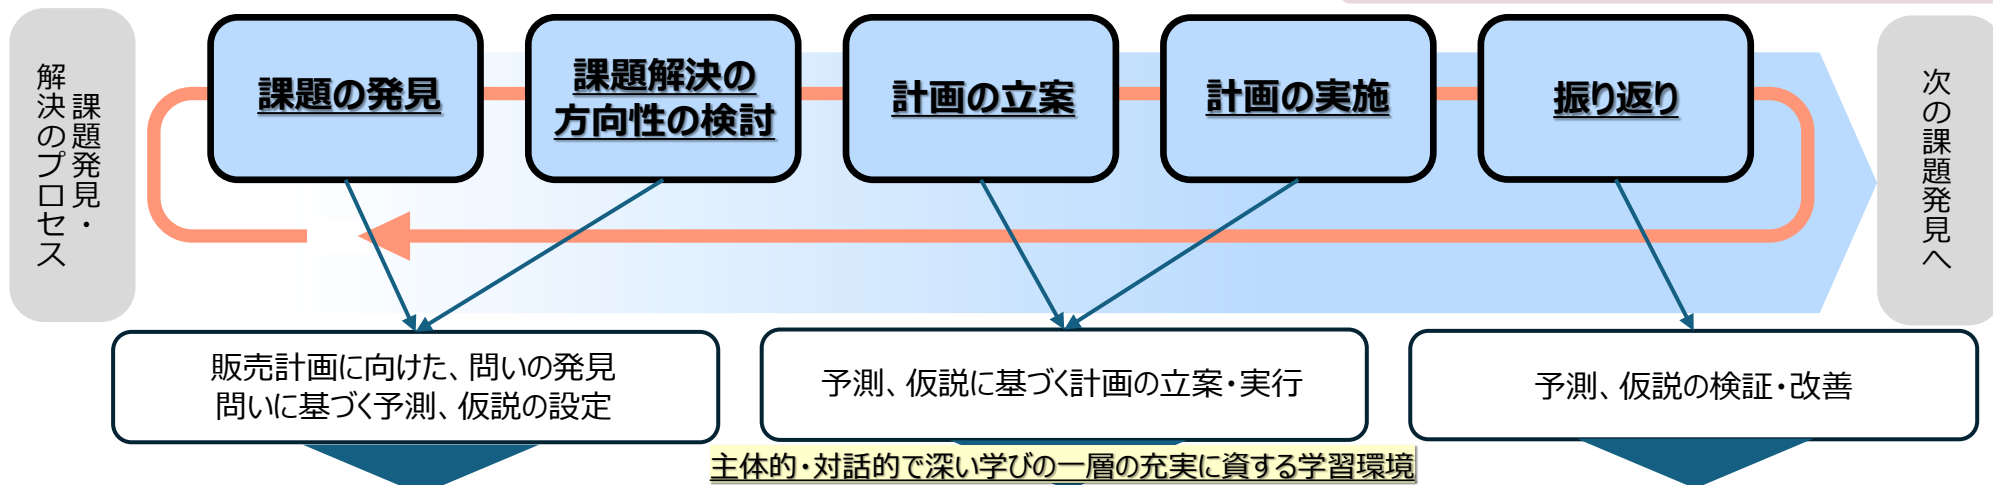 課題発見・
解決のプロセス
課題の発見
課題解決の
方向性の検討
計画の立案
計画の実施
振り返り
次の課題発見へ
販売計画に向けた、問いの発見
問いに基づく予測、仮説の設定
予測、仮説に基づく計画の立案・実行
予測、仮説の検証・改善
主体的・対話的で深い学びの一層の充実に資する学習環境